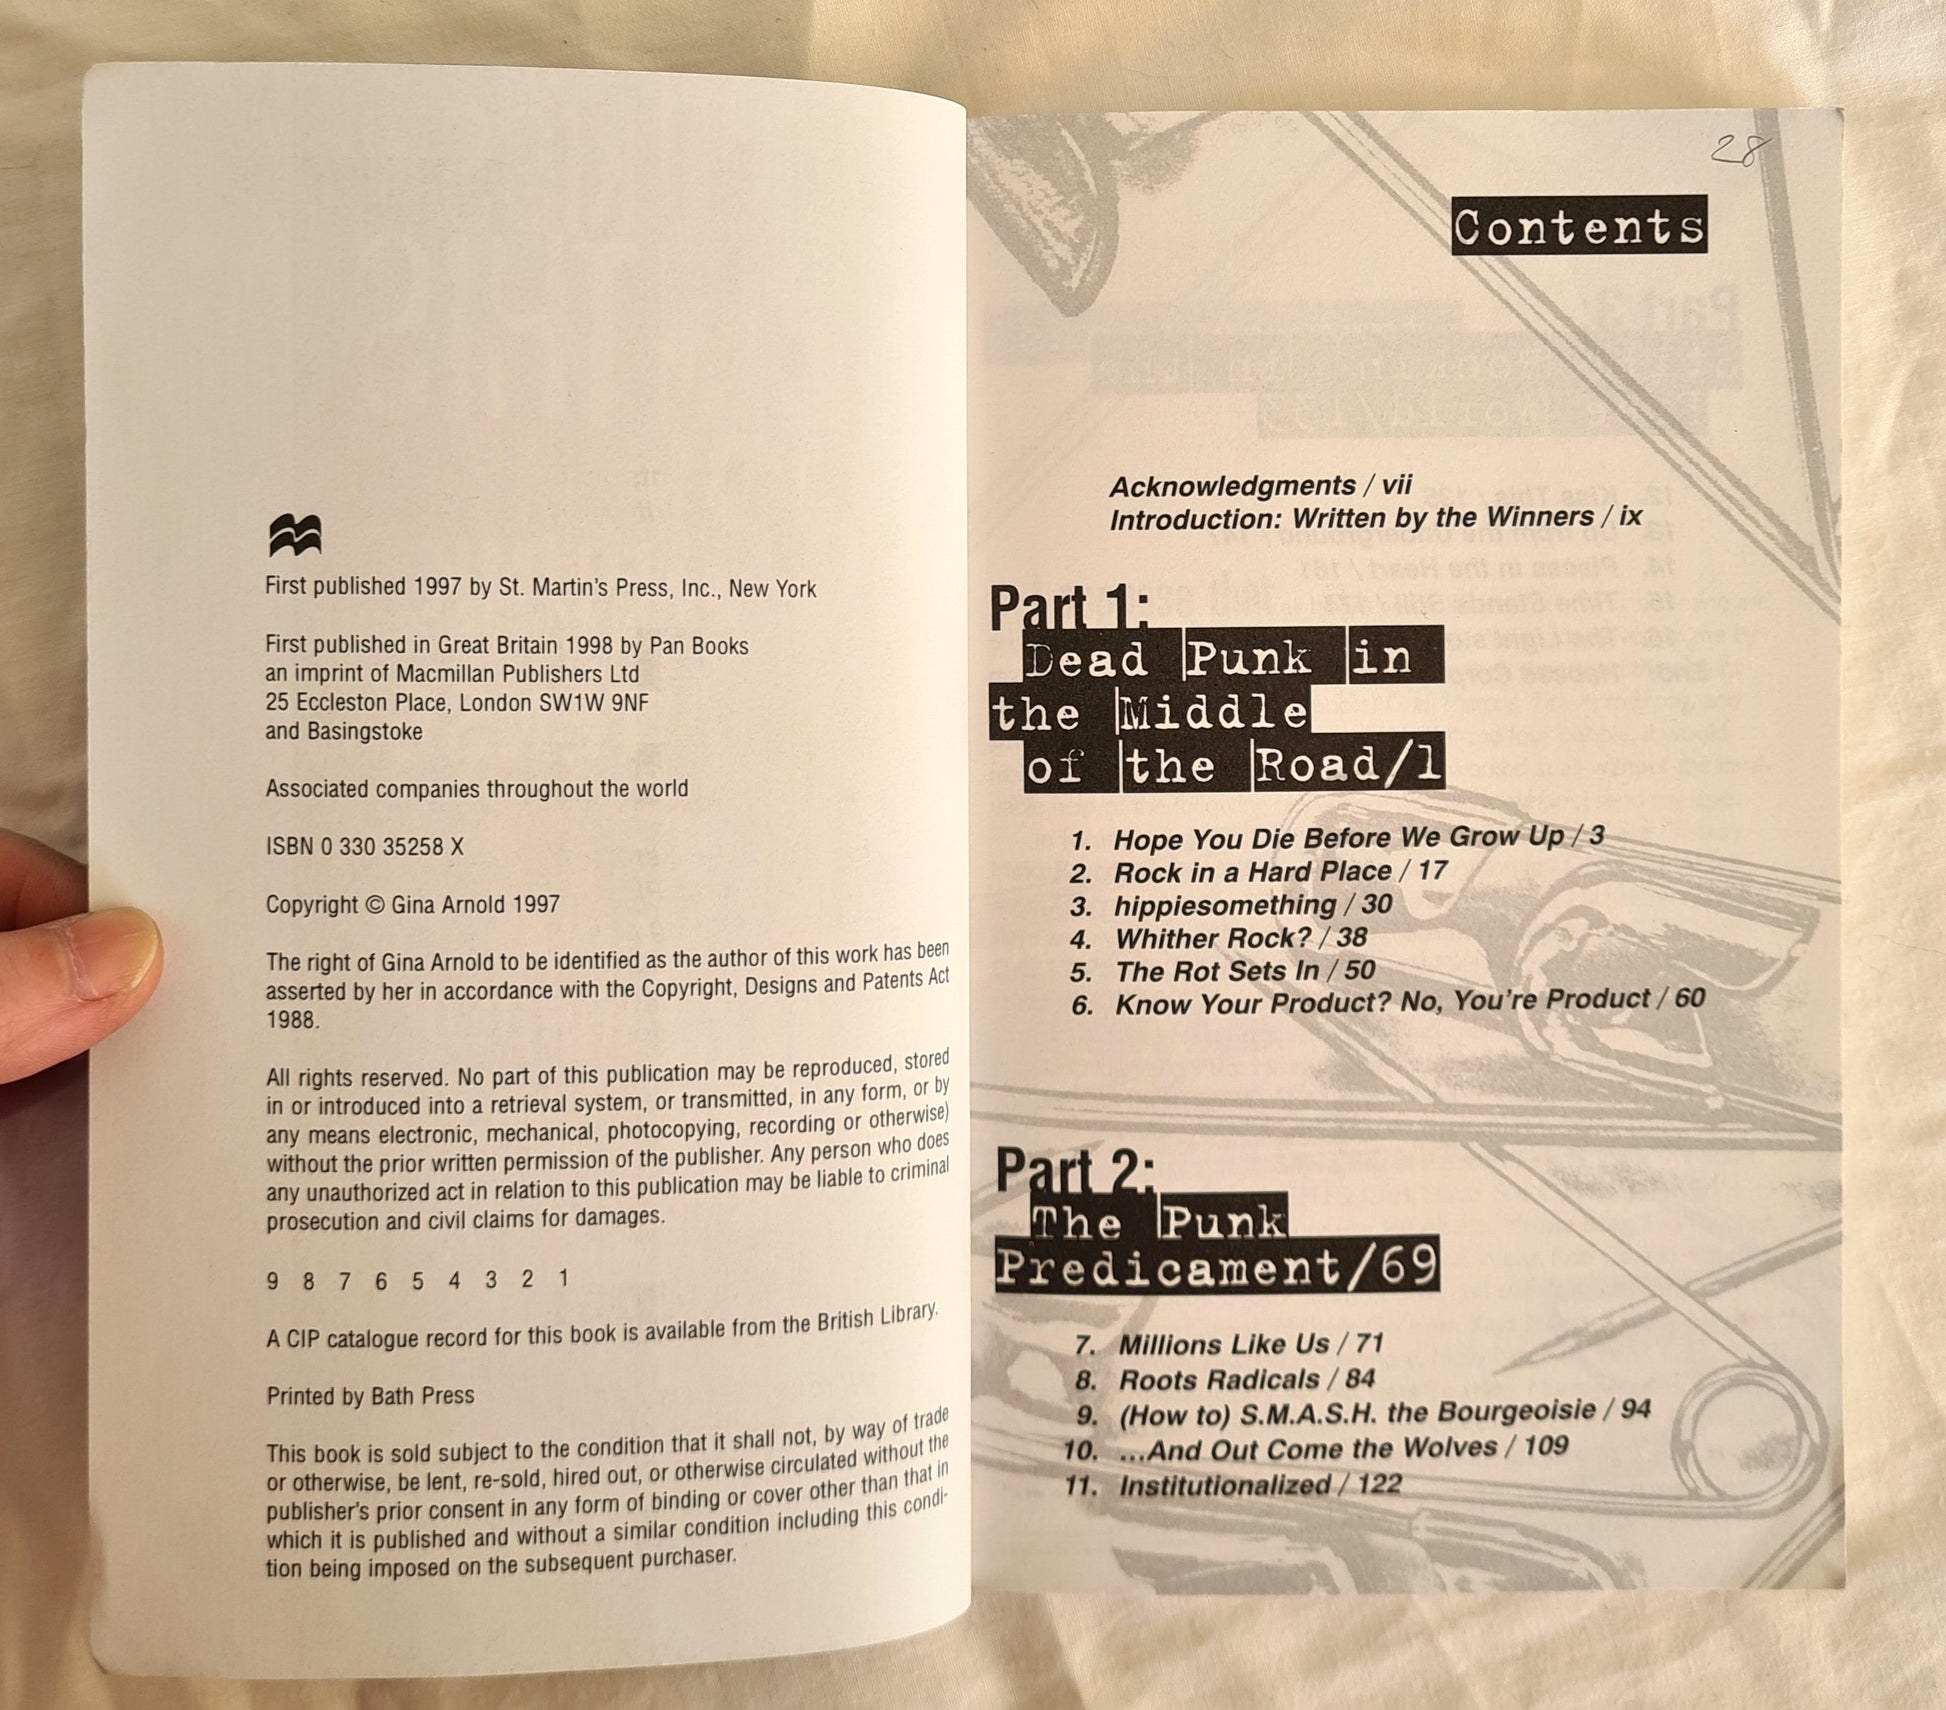 First published 1997 by St. Martin's Press, Inc., New York
First published in Great Britain 1998 by Pan Books
an imprint of Macmillan Publishers Ltd
25 Eccleston Place, London SW1W 9NF
and Basingstoke
Associated companies throughout the world
ISBN 0 330 35258 X
Copyright © Gina Arnold 1997
The right of Gina Arnold to be identified as the author of this work has been
asserted by her in accordance with the Copyright, Designs and Patents Act
1988.
All rights reserved. No part of this publication may be reproduced, stored
in or introduced into a retrieval system, or transmitted, in any form, or by
any means electronic, mechanical, photocopying, recording or otherwise)
without the prior written permission of the publisher. Any person who does
any unauthorized act in relation to this publication may be liable to criminal
prosecution and civil claims for damages.
9 8 7 6 5 4 3 2 1
A CIP catalogue record for this book is available from the British Library.
Printed by Bath Press
This book is sold subject to the condition that it shall not, by way of trade
or otherwise, be lent, re-sold, hired out, or otherwise circulated without the
publisher's prior consent in any form of binding or cover other than that in
which it is published and without a similar condition including this condi-
tion being imposed on the subsequent purchaser.
28
Contents
Acknowledgments / vii
Introduction: Written by the Winners / ix
Part 1:
Dead Punk in
the Middle
of the Road/1
1. Hope You Die Before We Grow Up / 3
2. Rock in a Hard Place / 17
3. hippiesomething / 30
4. Whither Rock? / 38
5. The Rot Sets In / 50
6. Know Your Product? No, You're Product / 60
Part 2:
The Punk
Predicament/69
7. Millions Like Us / 71
8. Roots Radicals / 84
9. (How to) S.M.A.S.H. the Bourgeoisie / 94
10. ...And Out Come the Wolves / 109
11. Institutionalized / 122